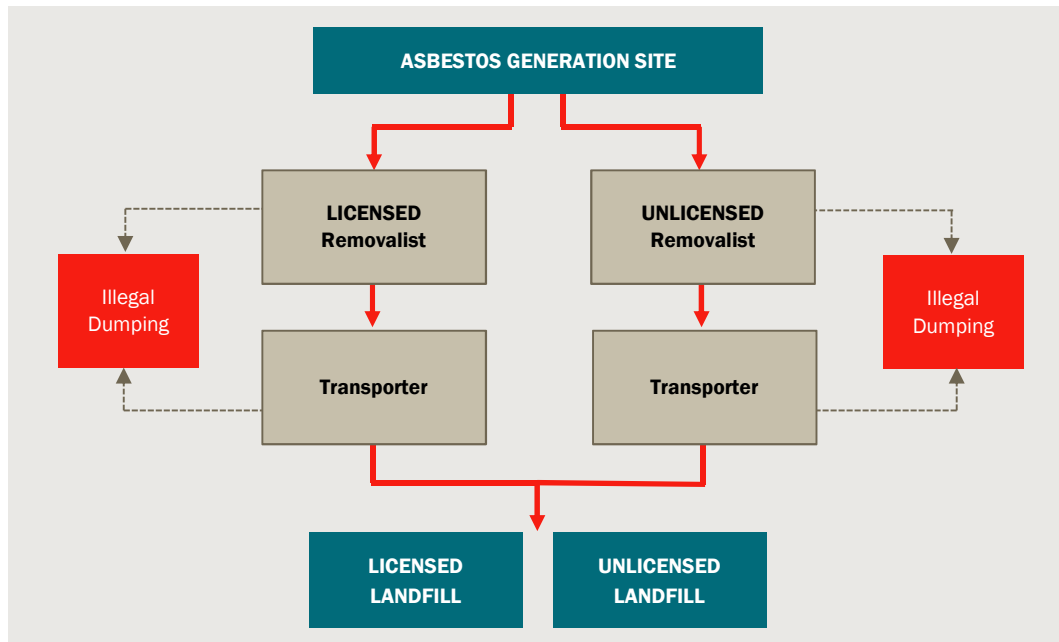 ASBESTOS GENERATION SITE
LICENSED
Removalist
UNLICENSED
Removalist
Illegal
Dumping
Illegal
Dumping
Transporter
Transporter
LICENSED
LANDFILL
UNLICENSED
LANDFILL